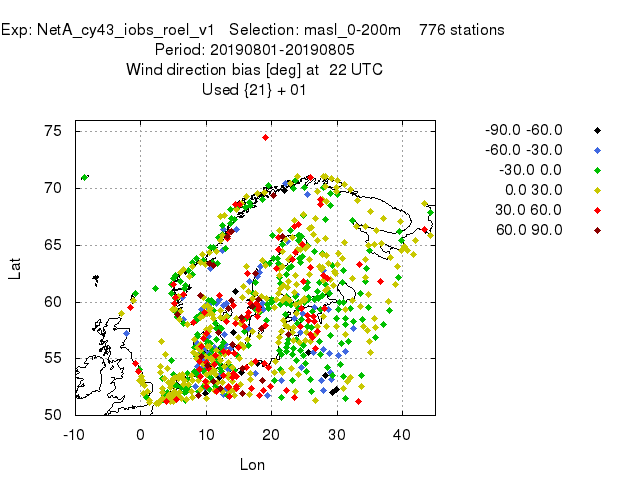 Exp: NetA_cy43_iobs_roel_v1   Selection: masl_0-200m    776 stations
Period: 20190801-20190805
Wind direction bias [deg] at  22 UTC
Used {21} + 01
-90.0 -60.0
-60.0 -30.0
-30.0 0.0
0.0 30.0
30.0 60.0
60.0 90.0
75
70
65
60
55
50
Lat
-10 0 10 20 30 40
Lon